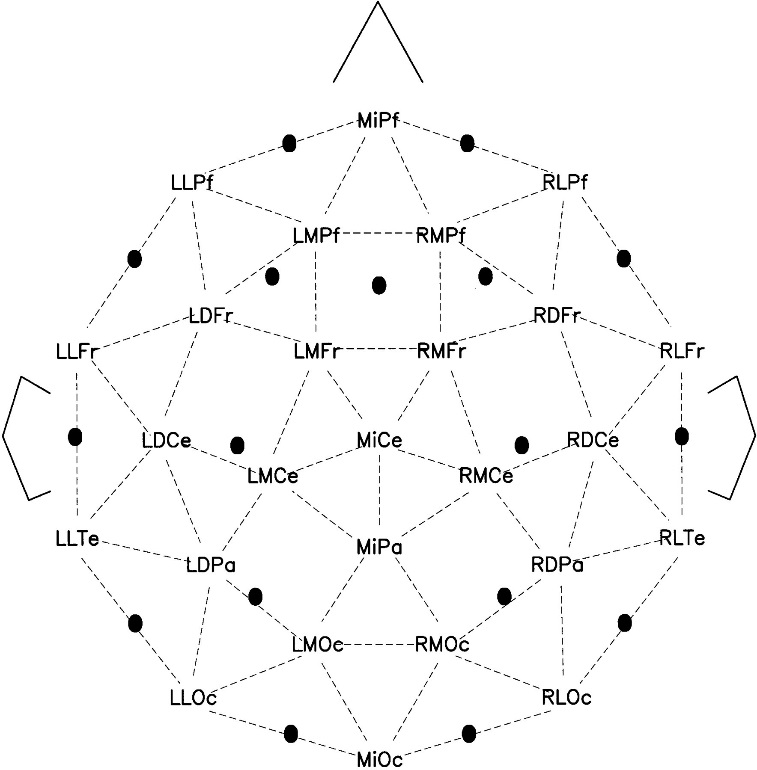 MiPf
LLPf RLPf
LMPf RMPf
LDFr RDFr
LLFr LMFr RMFr RLFr
LDCe MiCe RDCe
LMCe RMCe
LLTe MiPa RLTe
LDPa RDPa
LMOc RMOc
LLOc RLOc
MiOc